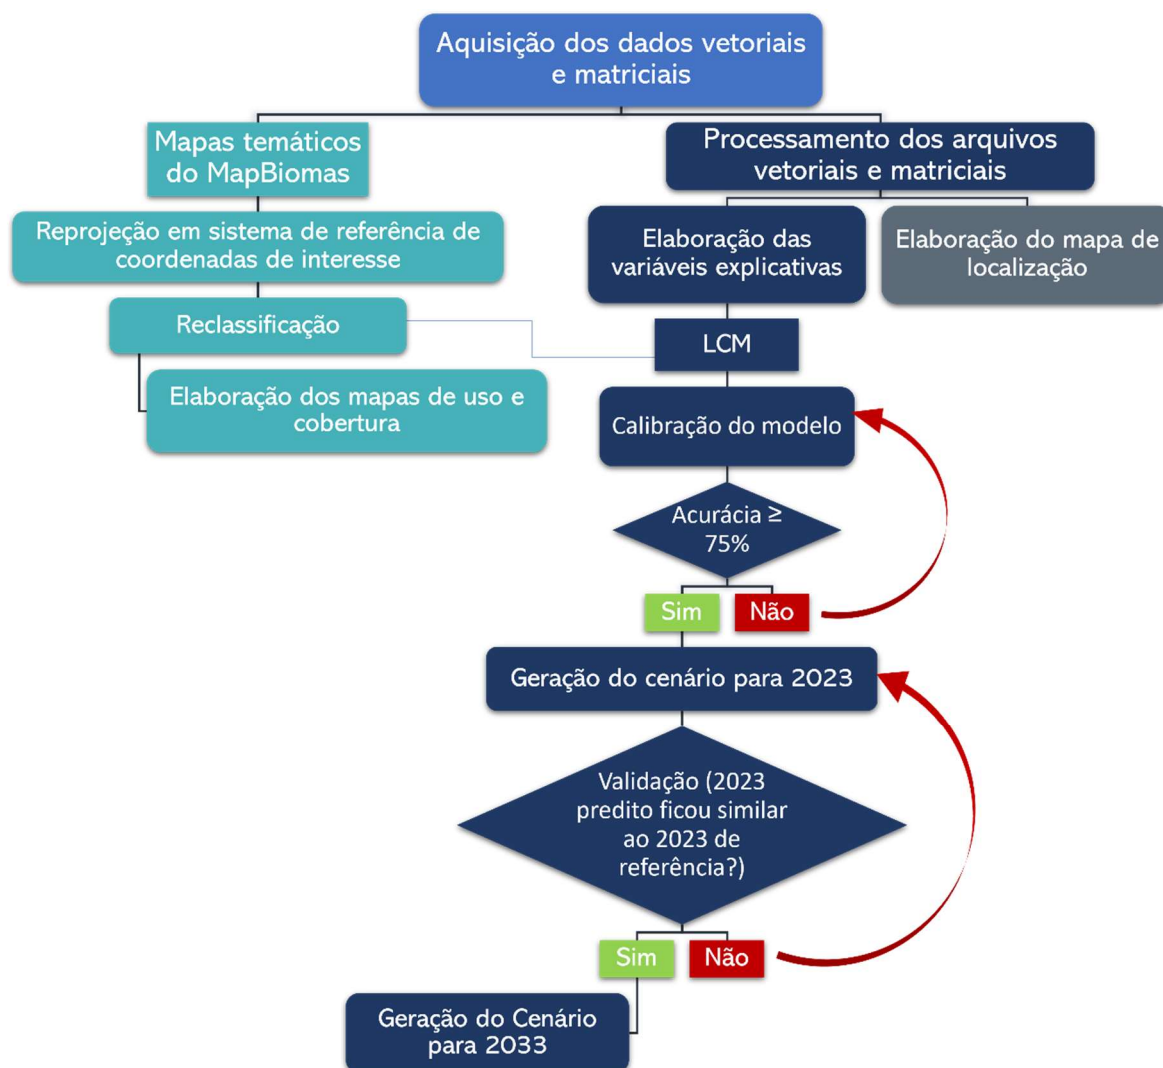 Aquisição dos dados vetoriais
e matriciais
Mapas temáticos
do MapBiomas
Processamento dos arquivos
vetoriais e matriciais
Reprojeção em sistema de referência de
coordenadas de interesse
Elaboração das
variáveis explicativas
Elaboração do mapa de
localização
Reclassificação
LCM
Elaboração dos mapas de uso e
cobertura
Calibração do modelo
Acurácia ≥
75%
Sim
Não
Geração do cenário para 2023
Validação (2023
predito ficou similar
ao 2023 de
referência?)
Sim
Não
Geração do Cenário
para 2033